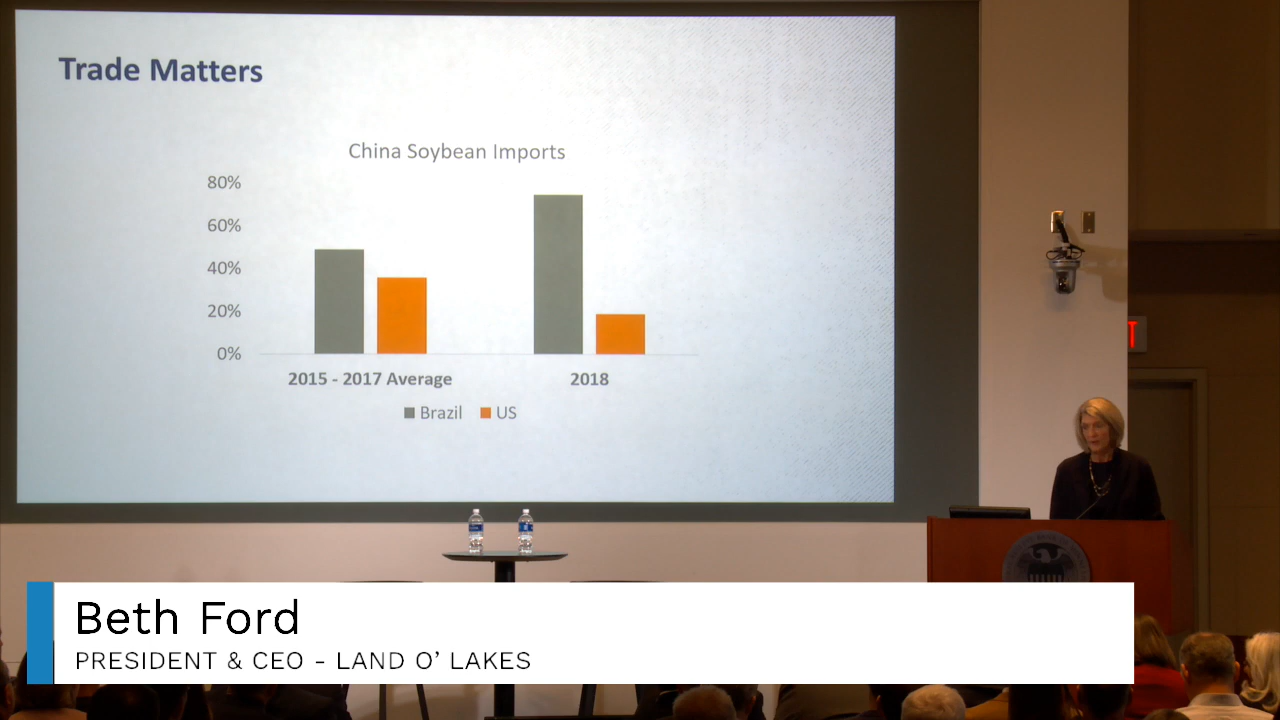 Trade Matters
China Soybean Imports
80%
60%
40%
20%
0%
2015 - 2017 Average
2018
Brazil
US
Beth Ford
PRESIDENT & CEO - LAND O’ LAKES